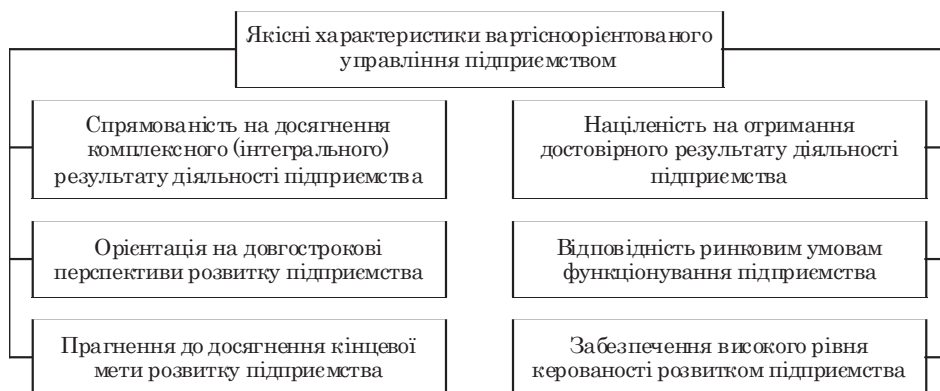 Якісні характеристики вартісноорієнтованого
управління підприємством
Спрямованість на досягнення
комплексного (інтегрального)
результату діяльності підприємства
Націленість на отримання
достовірного результату діяльності
підприємства
Орієнтація на довгострокові
перспективи розвитку підприємства
Відповідність ринковим умовам
функціонування підприємства
Прагнення до досягнення кінцевої
мети розвитку підприємства
Забезпечення високого рівня
керованості розвитком підприємства